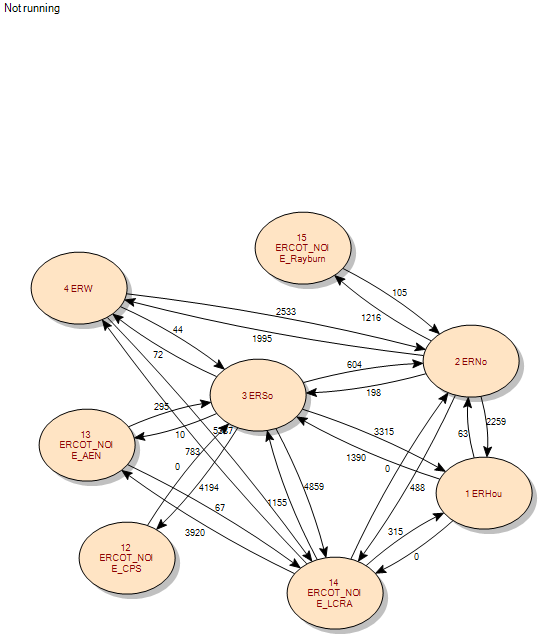 Not running
15
ERCOT_NOI
E_Rayburn
4 ERW
105
1216
2533
44
1995
72
2 ERNo
604
3 ERSo
198
295
3315
2259
10
63
13
ERCOT_NOI
E_AEN
783
1390
0
0
4194
4859
488
1 ERHou
1155
67
3920
315
12
ERCOT_NOI
E_CPS
0
14
ERCOT_NOI
E_LCRA